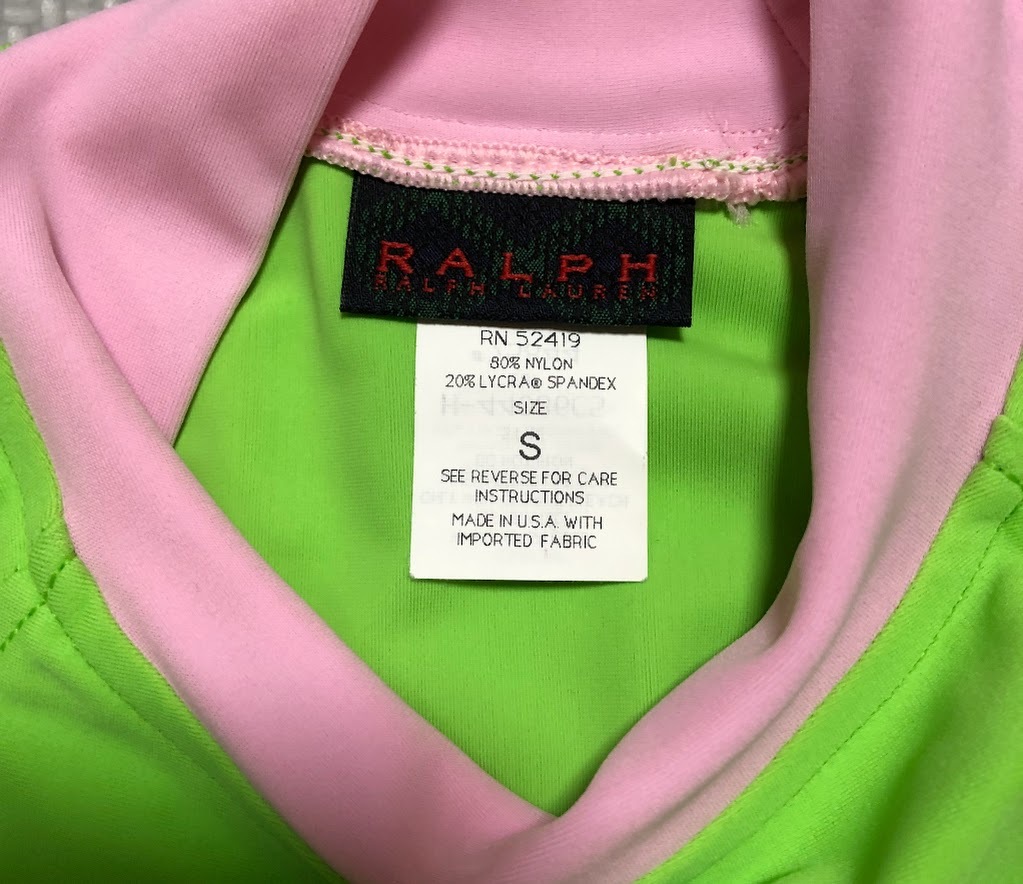 RALPH
RALPH LAUREN
RN 52419
80% NYLON
20% LYCRA® SPANDEX
SIZE
S
SEE REVERSE FOR CARE
INSTRUCTIONS
MADE IN U.S.A. WITH
IMPORTED FABRIC